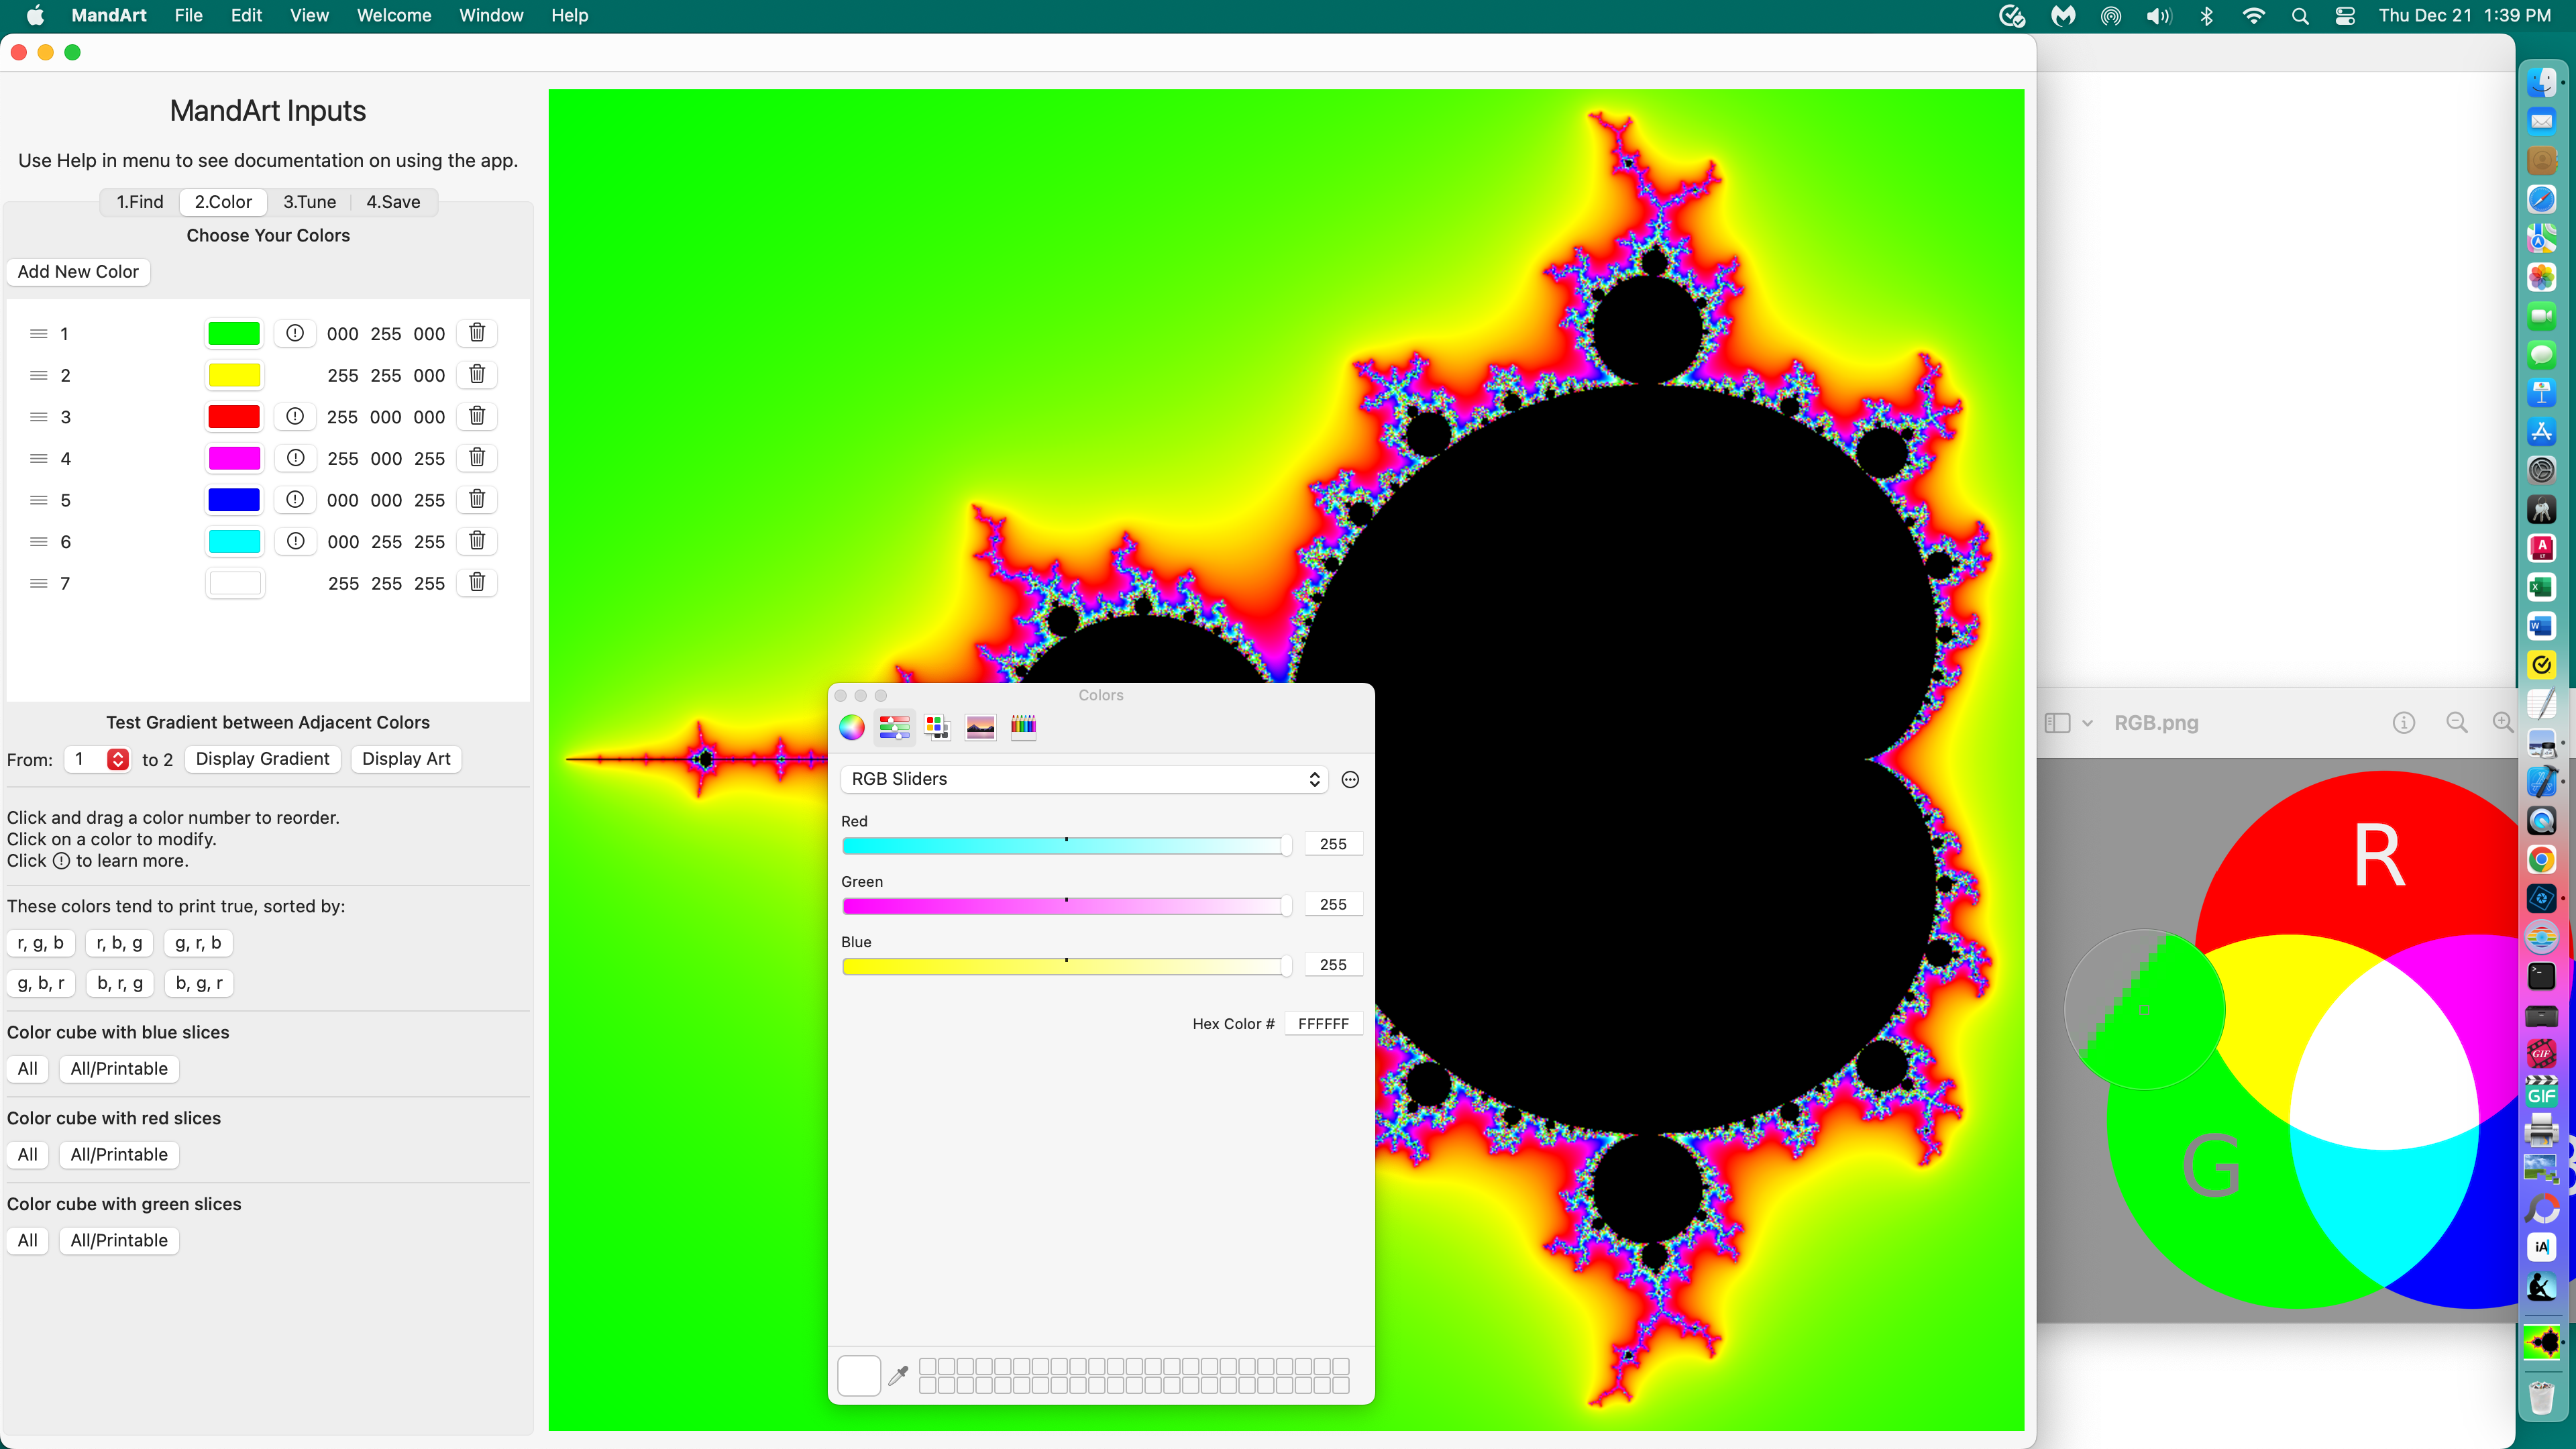 MandArt File Edit View Welcome Window Help Thu Dec 21 1:39 PM
MandArt Inputs
Use Help in menu to see documentation on using the app.
1.Find 2.Color 3.Tune 4.Save
Choose Your Colors
Add New Color
1 000 255 000
2 255 255 000
3 255 000 000
4 255 000 255
5 000 000 255
6 000 255 255
7 255 255 255
Test Gradient between Adjacent Colors
From: 1 to 2 Display Gradient Display Art
Click and drag a color number to reorder.
Click on a color to modify.
Click ! to learn more.
These colors tend to print true, sorted by:
r, g, b r, b, g g, r, b
g, b, r b, r, g b, g, r
Color cube with blue slices
All All/Printable
Color cube with red slices
All All/Printable
Color cube with green slices
All All/Printable
Colors
RGB Sliders
Red
255
Green
255
Blue
255
Hex Color # FFFFFF
RGB.png
R
G
GIF
GIF
iA